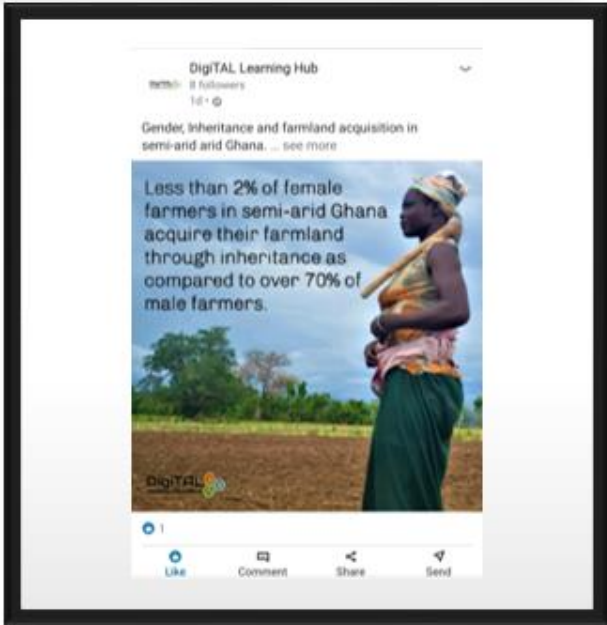 DigiTAL Learning Hub
8 followers
1d •
Gender, Inheritance and farmland acquisition in
semi-arid arid Ghana. ... see more
Less than 2% of female
farmers in semi-arid Ghana
acquire their farmland
through inheritance as
compared to over 70% of
male farmers.
DigiTAL
1
Like
Comment
Share
Send